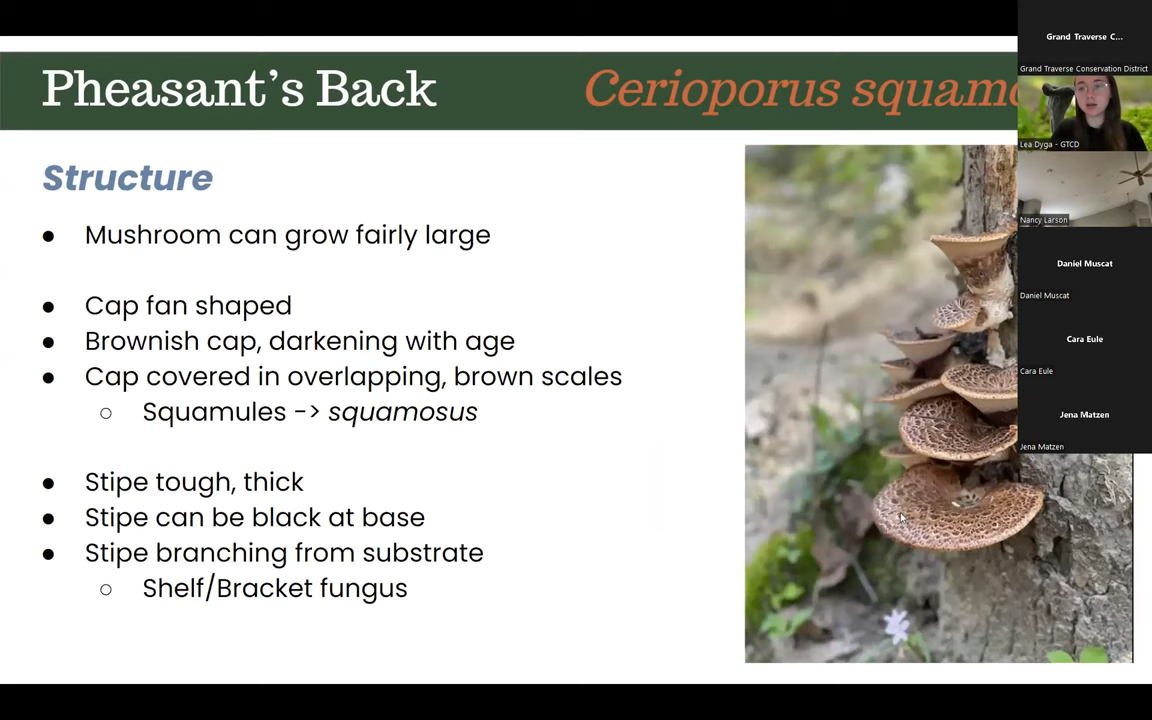 Pheasant's Back
Cerioporus squamo
Structure
● Mushroom can grow fairly large
● Cap fan shaped
● Brownish cap, darkening with age
● Cap covered in overlapping, brown scales
○ Squamules -> squamosus
● Stipe tough, thick
● Stipe can be black at base
● Stipe branching from substrate
○ Shelf/Bracket fungus
Grand Traverse C...
Grand Traverse Conservation District
Lea Dyga - GTCD
Nancy Larson
Daniel Muscat
Daniel Muscat
Cara Eule
Cara Eule
Jena Matzen
Jena Matzen